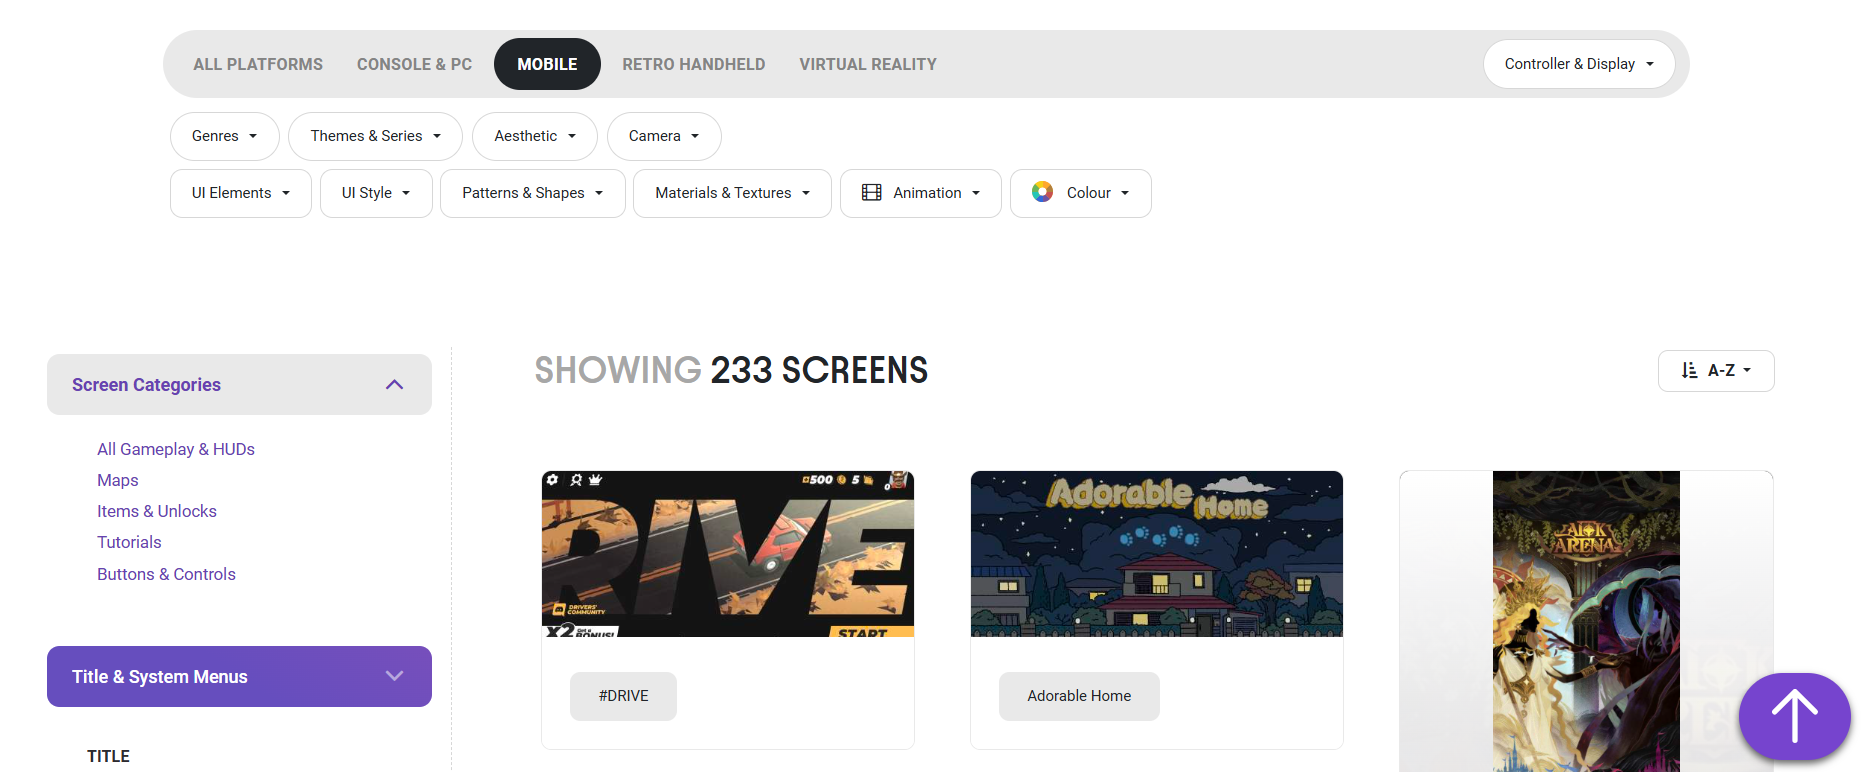 ALL PLATFORMS CONSOLE & PC MOBILE RETRO HANDHELD VIRTUAL REALITY Controller & Display
Genres Themes & Series Aesthetic Camera
UI Elements UI Style Patterns & Shapes Materials & Textures Animation Colour
Screen Categories
All Gameplay & HUDs
Maps
Items & Unlocks
Tutorials
Buttons & Controls
Title & System Menus
TITLE
SHOWING 233 SCREENS
A-Z
500 5
0
RIVE
DRIVERS'
COMMUNITY
X2 Get a
BONUS!
START
#DRIVE
Adorable
Home
Adorable Home
AFK
ARENA